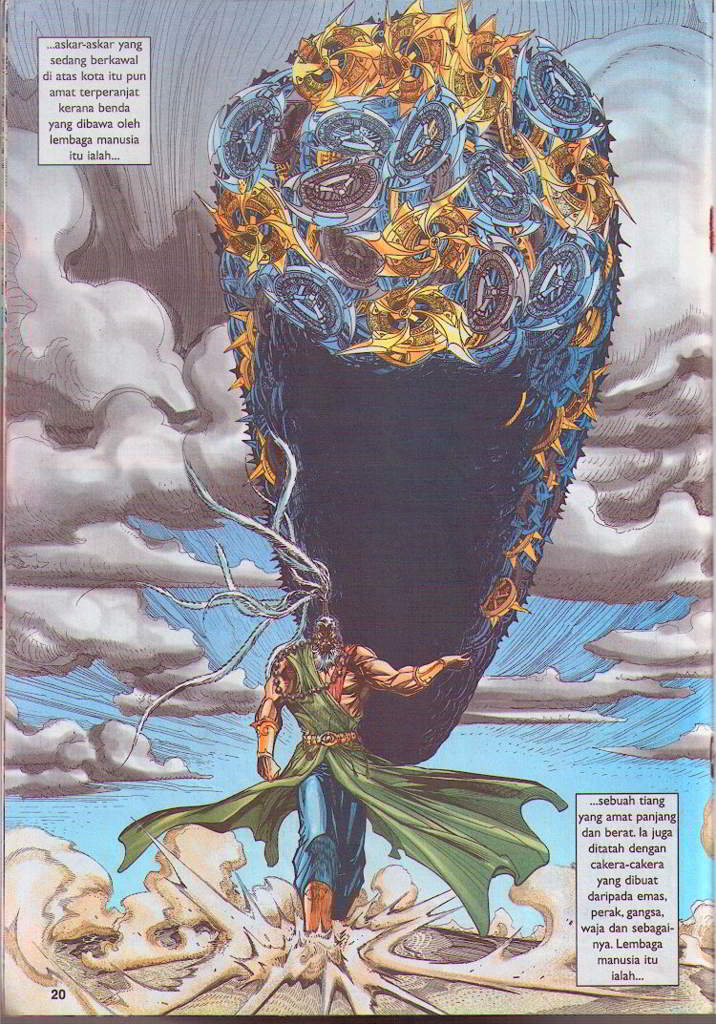 ...askar-askar yang
sedang berkawal
di atas kota itu pun
amat terperanjat
kerana benda
yang dibawa oleh
lembaga manusia
itu ialah...
...sebuah tiang
yang amat panjang
dan berat. Ia juga
ditatah dengan
cakera-cakera
yang dibuat
daripada emas,
perak, gangsa,
waja dan sebagai-
nya. Lembaga
manusia itu
ialah...
20